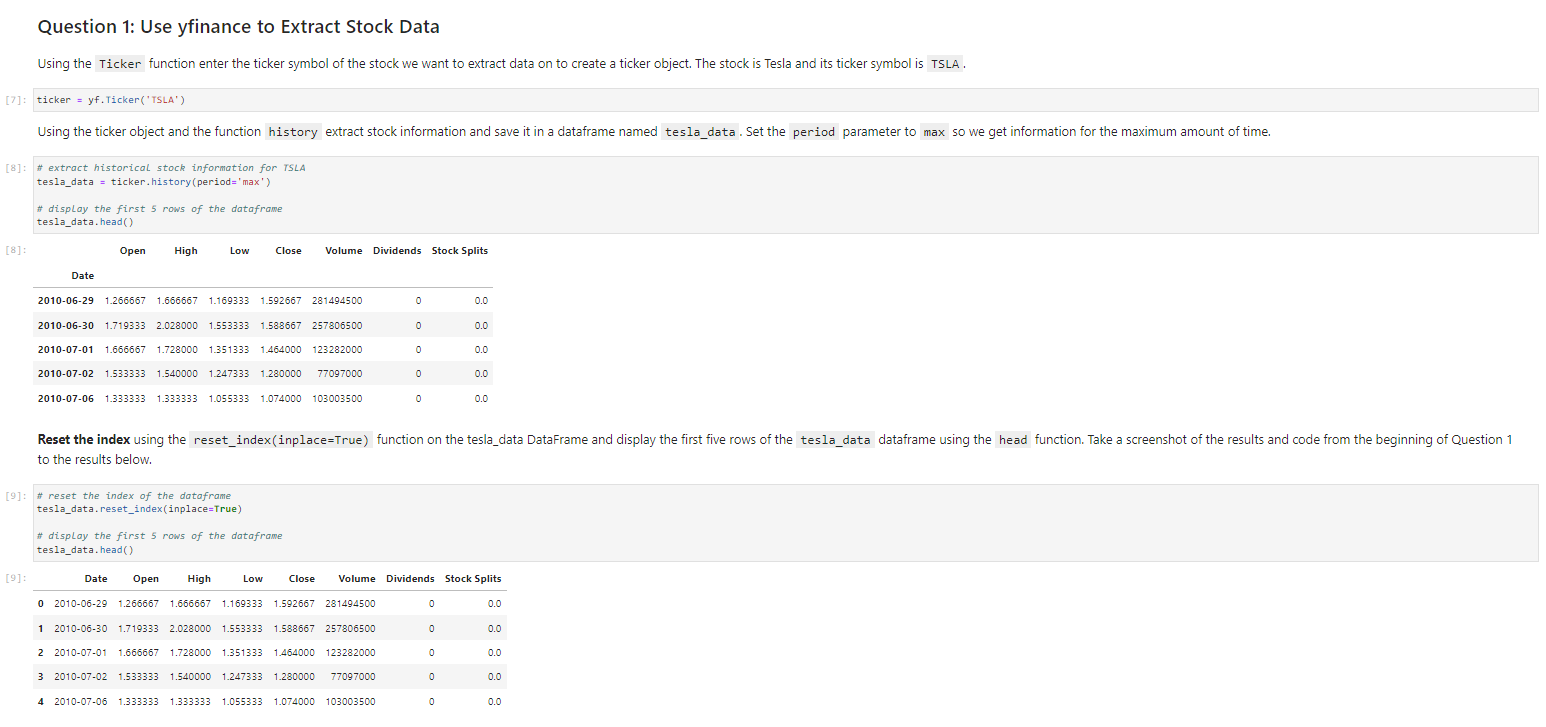 Question 1: Use yfinance to Extract Stock Data
Using the Ticker function enter the ticker symbol of the stock we want to extract data on to create a ticker object. The stock is Tesla and its ticker symbol is TSLA .
[7]: ticker = yf.Ticker('TSLA')
Using the ticker object and the function history extract stock information and save it in a dataframe named tesla_data . Set the period parameter to max so we get information for the maximum amount of time.
[8]: # extract historical stock information for TSLA
tesla_data = ticker.history(period='max')
# display the first 5 rows of the dataframe
tesla_data.head()
[8]: Open High Low Close Volume Dividends Stock Splits
Date
2010-06-29 1.266667 1.666667 1.169333 1.592667 281494500 0 0.0
2010-06-30 1.719333 2.028000 1.553333 1.588667 257806500 0 0.0
2010-07-01 1.666667 1.728000 1.351333 1.464000 123282000 0 0.0
2010-07-02 1.533333 1.540000 1.247333 1.280000 77097000 0 0.0
2010-07-06 1.333333 1.333333 1.055333 1.074000 103003500 0 0.0
Reset the index using the reset_index(inplace=True) function on the tesla_data DataFrame and display the first five rows of the tesla_data dataframe using the head function. Take a screenshot of the results and code from the beginning of Question 1
to the results below.
[9]: # reset the index of the dataframe
tesla_data.reset_index(inplace=True)
# display the first 5 rows of the dataframe
tesla_data.head()
[9]: Date Open High Low Close Volume Dividends Stock Splits
0 2010-06-29 1.266667 1.666667 1.169333 1.592667 281494500 0 0.0
1 2010-06-30 1.719333 2.028000 1.553333 1.588667 257806500 0 0.0
2 2010-07-01 1.666667 1.728000 1.351333 1.464000 123282000 0 0.0
3 2010-07-02 1.533333 1.540000 1.247333 1.280000 77097000 0 0.0
4 2010-07-06 1.333333 1.333333 1.055333 1.074000 103003500 0 0.0